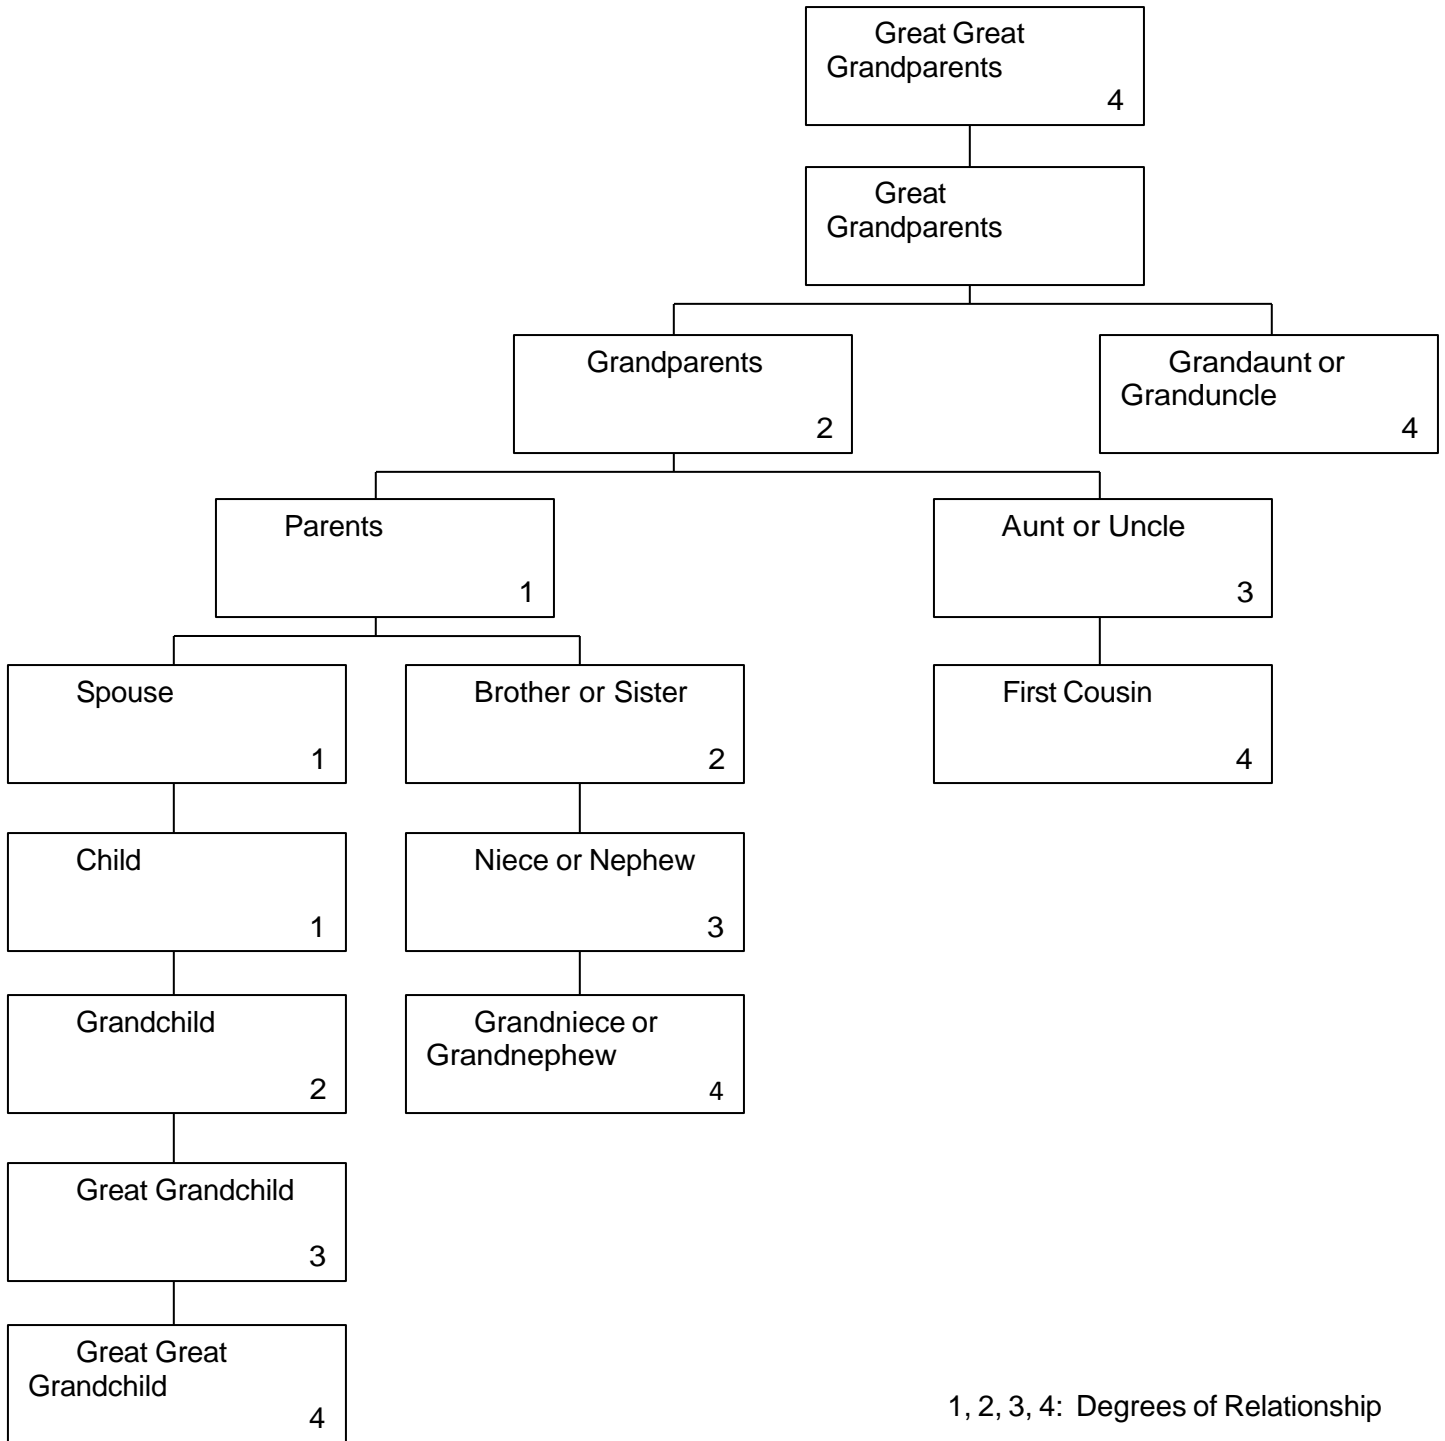 Great Great
Grandparents
4
Great
Grandparents
Grandparents
2
Grandaunt or
Granduncle
4
Parents
1
Aunt or Uncle
3
Spouse
1
Brother or Sister
2
First Cousin
4
Child
1
Niece or Nephew
3
Grandchild
2
Grandniece or
Grandnephew
4
Great Grandchild
3
Great Great
Grandchild
4
1, 2, 3, 4: Degrees of Relationship